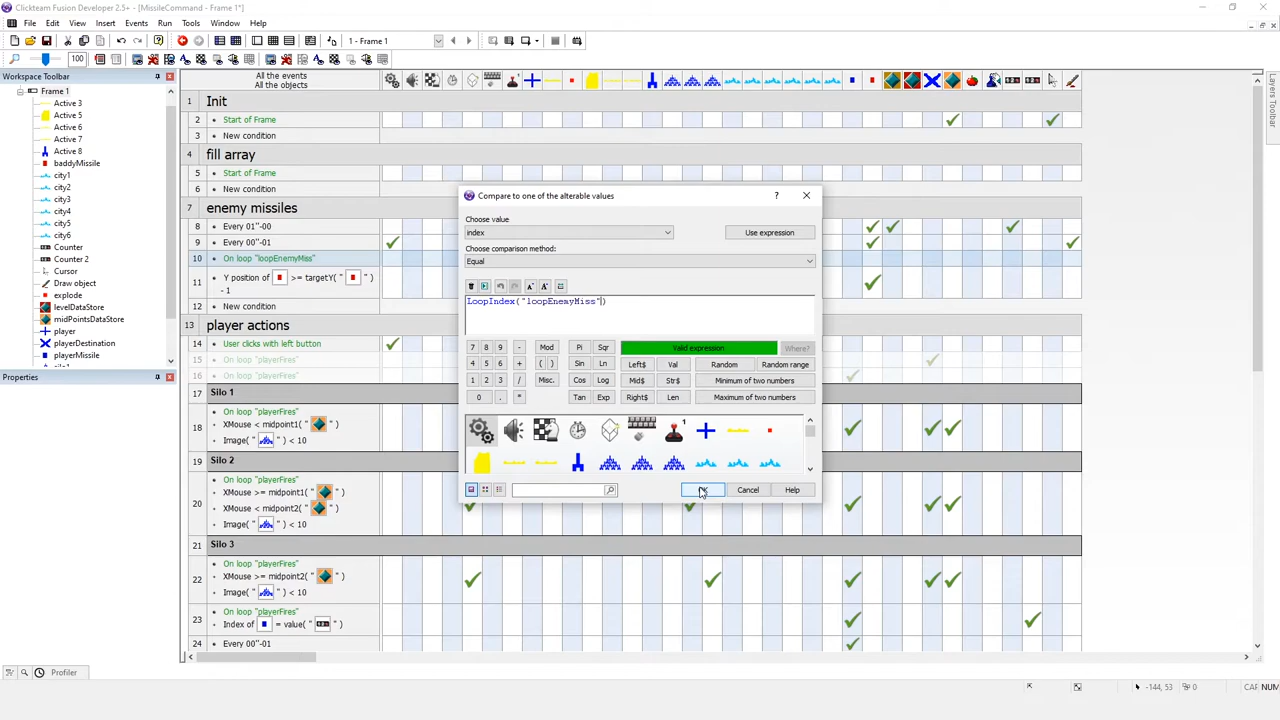 Clickteam Fusion Developer 2.5+ - MissileCommand - Frame 1*]
File Edit View Insert Events Run Tools Window Help
1 - Frame 1
100
Workspace Toolbar
Frame 1
Active 3
Active 5
Active 6
Active 7
Active 8
baddyMissile
city1
city2
city3
city4
city5
city6
Counter
Counter 2
Cursor
Draw object
explode
levelDataStore
midPointsDataStore
player
playerDestination
playerMissile
Properties
Profiler
All the events
All the objects
1 Init
2 • Start of Frame
3 • New condition
4 fill array
5 • Start of Frame
6 • New condition
7 enemy missiles
8 • Every 01"-00
9 • Every 00"-01
10 • On loop "loopEnemyMiss"
11 • Y position of >= targetY( " " )
- 1
12 • New condition
13 player actions
14 • User clicks with left button
15 • On loop "playerFires"
16 • On loop "playerFires"
17 Silo 1
• On loop "playerFires"
18 • XMouse < midpoint1( " " )
• Image( " " ) < 10
19 Silo 2
• On loop "playerFires"
• XMouse >= midpoint1( " " )
20 • XMouse < midpoint2( " " )
• Image( " " ) < 10
21 Silo 3
• On loop "playerFires"
22 • XMouse >= midpoint2( " " )
• Image( " " ) < 10
• On loop "playerFires"
23 • Index of = value( " " )
24 • Every 00"-01
Compare to one of the alterable values ?
Choose value
index
Use expression
Choose comparison method:
Equal
LoopIndex("loopEnemyMiss")
7 8 9 - Mod Pi Sqr Valid expression Where?
4 5 6 + ( ) Sin Ln Left$ Val Random Random range
1 2 3 / Misc. Cos Log Mid$ Str$ Minimum of two numbers
0 . * Tan Exp Right$ Len Maximum of two numbers
OK Cancel Help
Layers Toolbar
-144, 53 0 CAP NUM